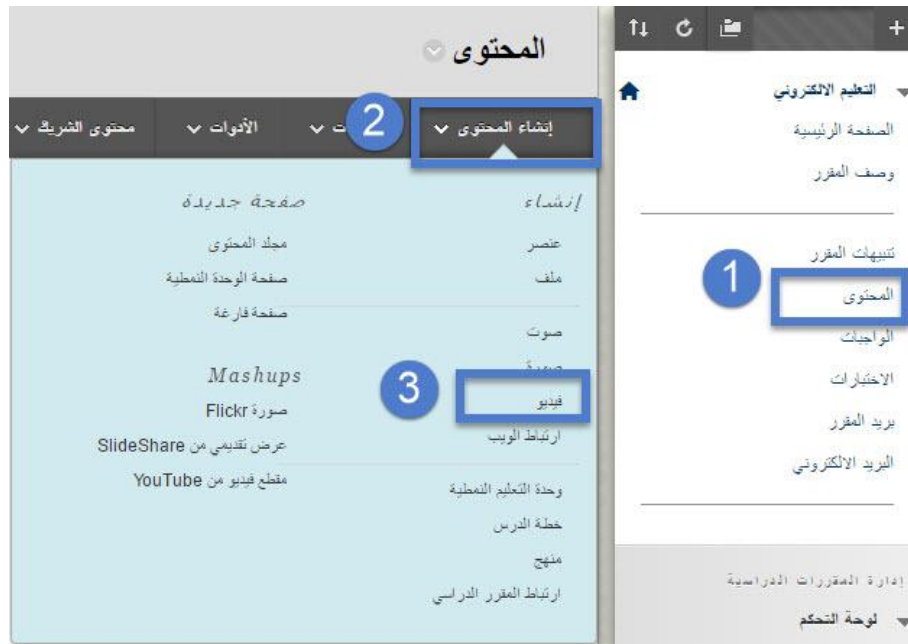 المحتوى
التعليم الالكتروني
الصفحة الرئيسية
وصف المقرر
تنبيهات المقرر
1
المحتوى
الواجبات
الاختبارات
بريد المقرر
البريد الالكتروني
إدارة المقررات الدراسية
لوحة التحكم
إنشاء المحتوى
2
الأدوات
محتوى الشريك
إنشاء
عنصر
ملف
صوت
صورة
3
فيديو
ارتباط الويب
وحدة التعليم النمطية
خطة الدرس
منهج
ارتباط المقرر الدراسي
صفحة جديدة
مجلد المحتوى
صفحة الوحدة النمطية
صفحة فارغة
Mashups
صورة Flickr
عرض تقديمي من SlideShare
مقطع فيديو من YouTube